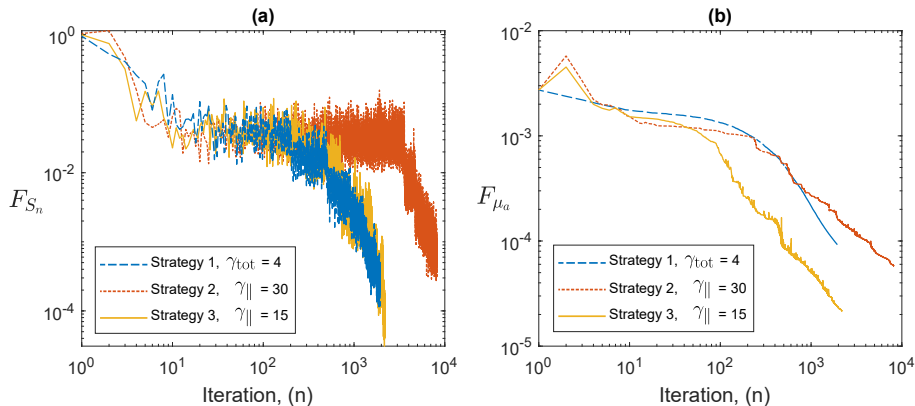 (a)
10^0
10^-2
10^-4
F_{S_n}
Strategy 1, γ_tot = 4
Strategy 2, γ_|| = 30
Strategy 3, γ_|| = 15
10^0 10^1 10^2 10^3 10^4
Iteration, (n)
(b)
10^-2
10^-3
10^-4
10^-5
F_{μ_a}
Strategy 1, γ_tot = 4
Strategy 2, γ_|| = 30
Strategy 3, γ_|| = 15
10^0 10^1 10^2 10^3 10^4
Iteration, (n)